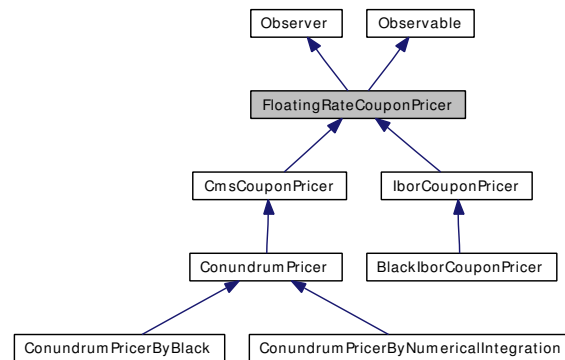 Observer
Observable
FloatingRateCouponPricer
CmsCouponPricer
IborCouponPricer
ConundrumPricer
BlackIborCouponPricer
ConundrumPricerByBlack
ConundrumPricerByNumericalIntegration